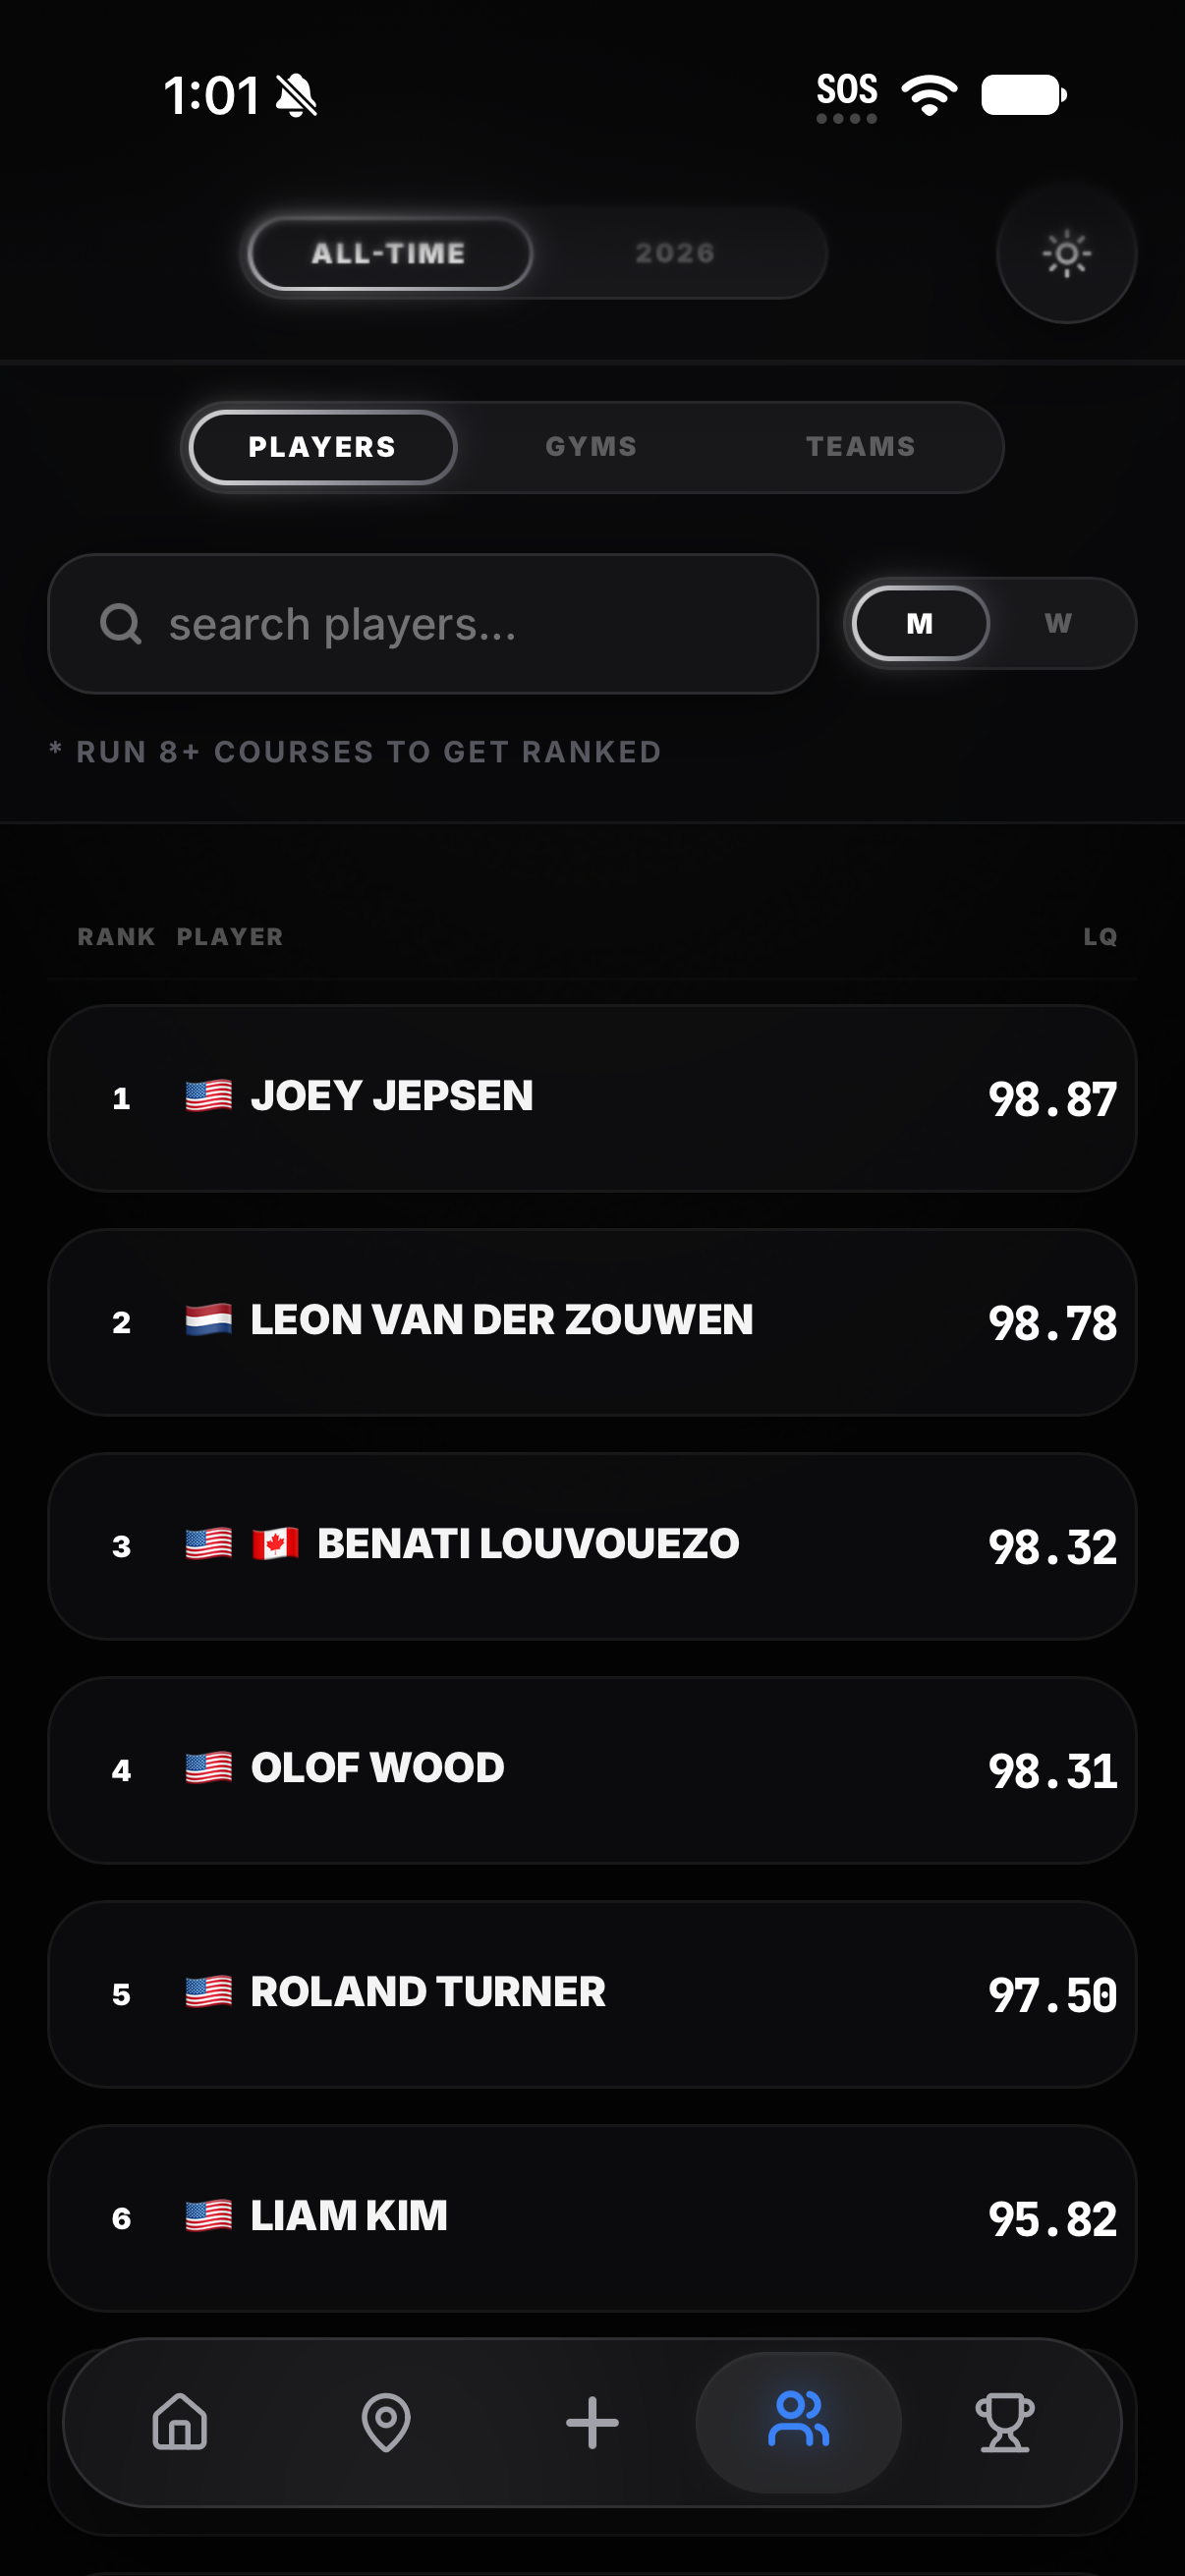 1:01 SOS
ALL-TIME 2026
PLAYERS GYMS TEAMS
search players...
M W
* RUN 8+ COURSES TO GET RANKED
RANK PLAYER LQ
1 JOEY JEPSEN 98.87
2 LEON VAN DER ZOUWEN 98.78
3 BENATI LOUVOUEZO 98.32
4 OLOF WOOD 98.31
5 ROLAND TURNER 97.50
6 LIAM KIM 95.82